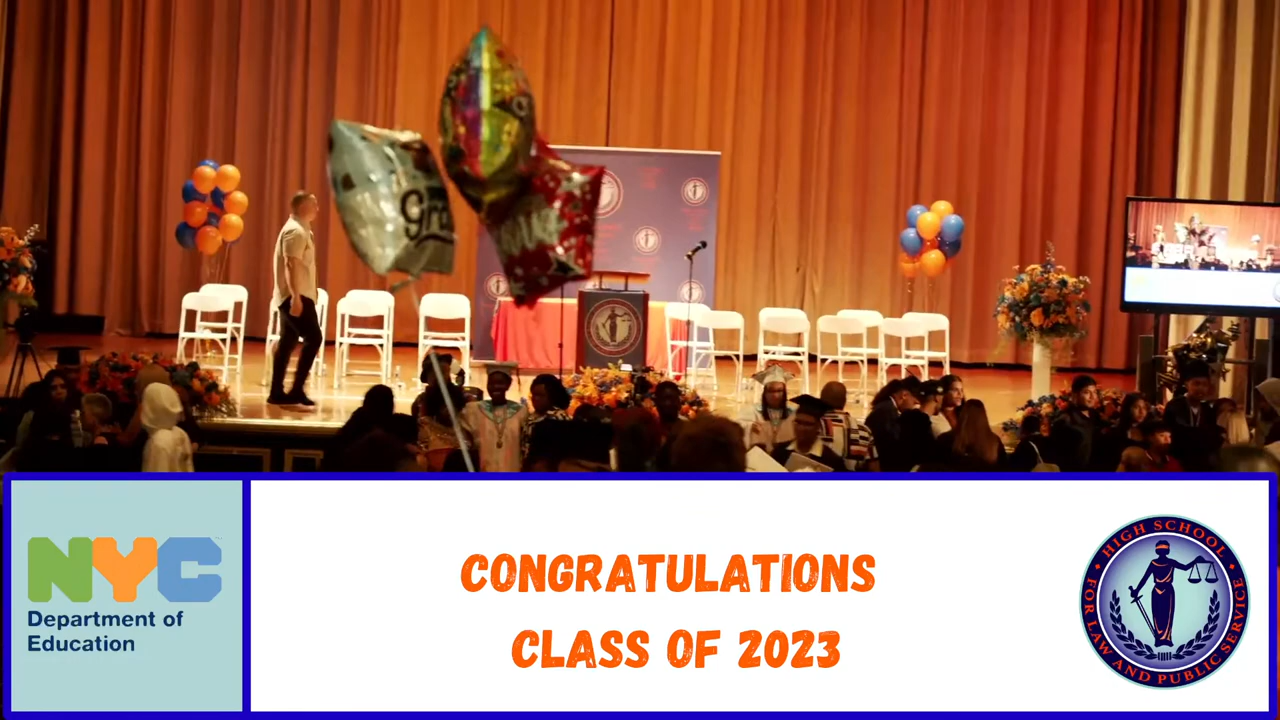 NYC
Department of
Education
CONGRATULATIONS
CLASS OF 2023
HIGH SCHOOL
FOR LAW AND PUBLIC SERVICE